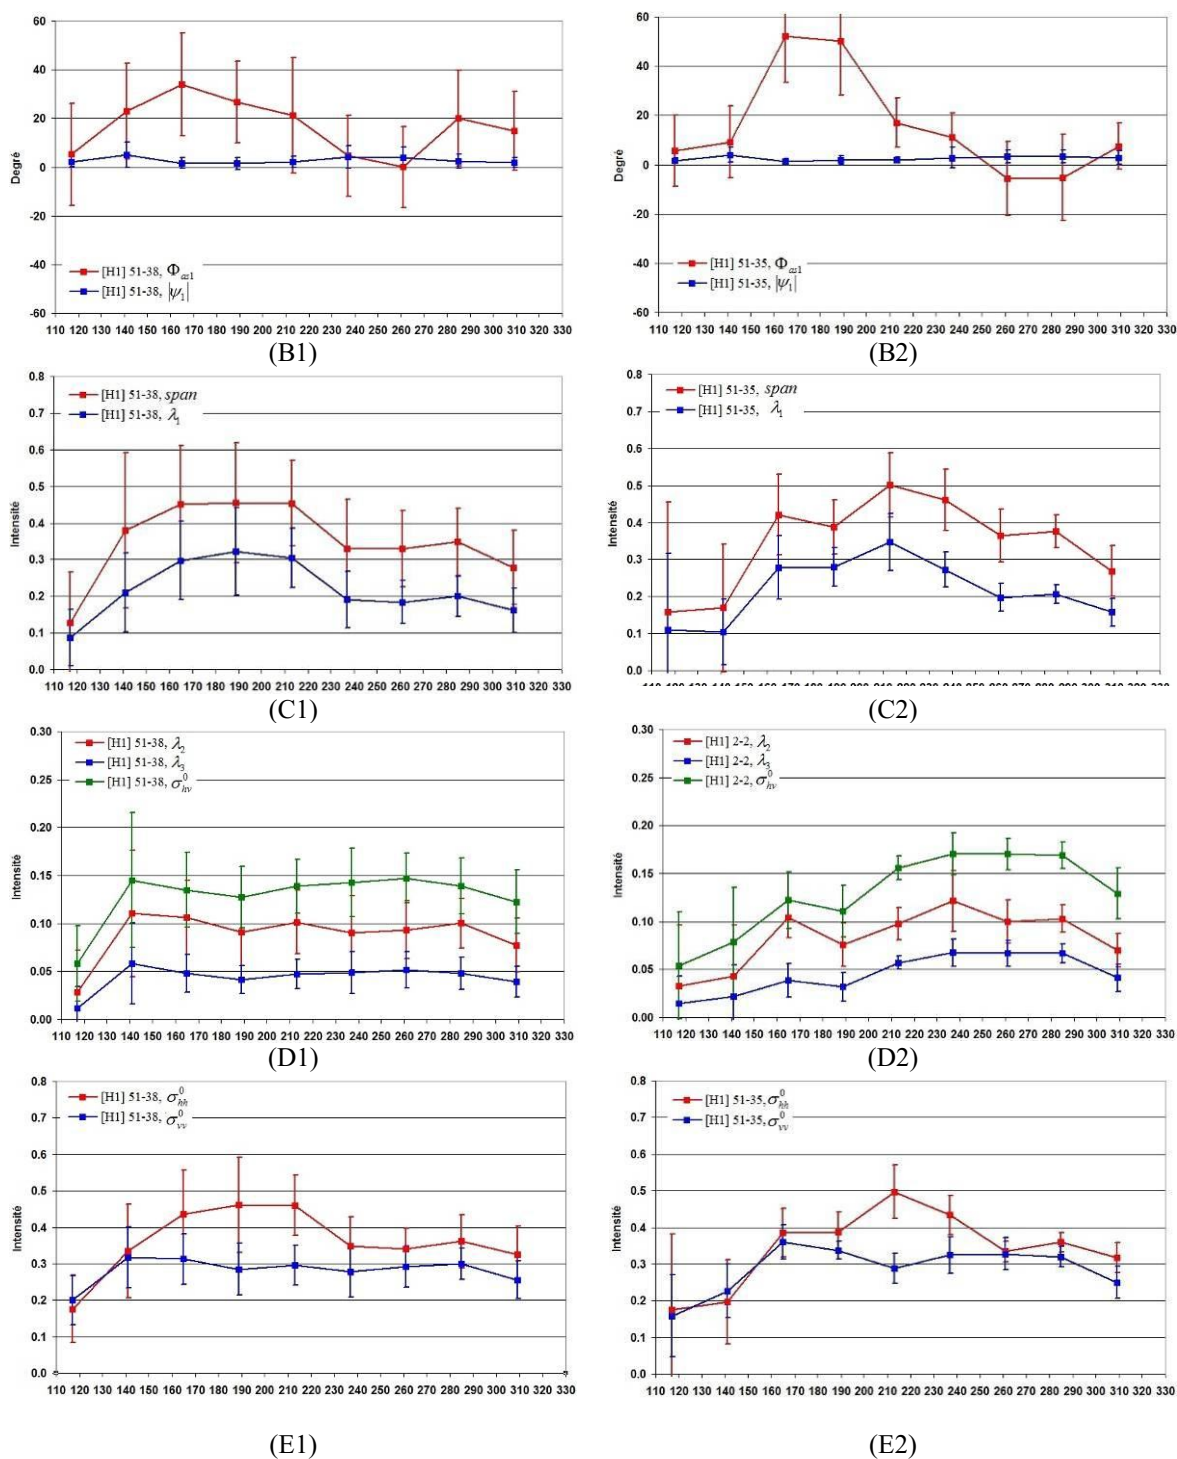 60
40
20
0
-20
-40
-60
Degré
[H1] 51-38, Φαs1
[H1] 51-38, |ψ1|
110 120 130 140 150 160 170 180 190 200 210 220 230 240 250 260 270 280 290 300 310 320 330
(B1)
60
40
20
0
-20
-40
-60
Degré
[H1] 51-35, Φαs1
[H1] 51-35, |ψ1|
110 120 130 140 150 160 170 180 190 200 210 220 230 240 250 260 270 280 290 300 310 320 330
(B2)
0.8
0.7
0.6
0.5
0.4
0.3
0.2
0.1
0.0
Intensité
[H1] 51-38, span
[H1] 51-38, λ1
110 120 130 140 150 160 170 180 190 200 210 220 230 240 250 260 270 280 290 300 310 320 330
(C1)
0.8
0.7
0.6
0.5
0.4
0.3
0.2
0.1
0.0
Intensité
[H1] 51-35, span
[H1] 51-35, λ1
(C2)
0.30
0.25
0.20
0.15
0.10
0.05
0.00
Intensité
[H1] 51-38, λ2
[H1] 51-38, λ3
[H1] 51-38, σ⁰hv
110 120 130 140 150 160 170 180 190 200 210 220 230 240 250 260 270 280 290 300 310 320 330
(D1)
0.30
0.25
0.20
0.15
0.10
0.05
0.00
Intensité
[H1] 2-2, λ2
[H1] 2-2, λ3
[H1] 2-2, σ⁰hv
110 120 130 140 150 160 170 180 190 200 210 220 230 240 250 260 270 280 290 300 310 320 330
(D2)
0.8
0.7
0.6
0.5
0.4
0.3
0.2
0.1
0.0
Intensité
[H1] 51-38, σ⁰hh
[H1] 51-38, σ⁰vv
110 120 130 140 150 160 170 180 190 200 210 220 230 240 250 260 270 280 290 300 310 320 330
(E1)
0.8
0.7
0.6
0.5
0.4
0.3
0.2
0.1
0.0
Intensité
[H1] 51-35, σ⁰hh
[H1] 51-35, σ⁰vv
110 120 130 140 150 160 170 180 190 200 210 220 230 240 250 260 270 280 290 300 310 320 330
(E2)